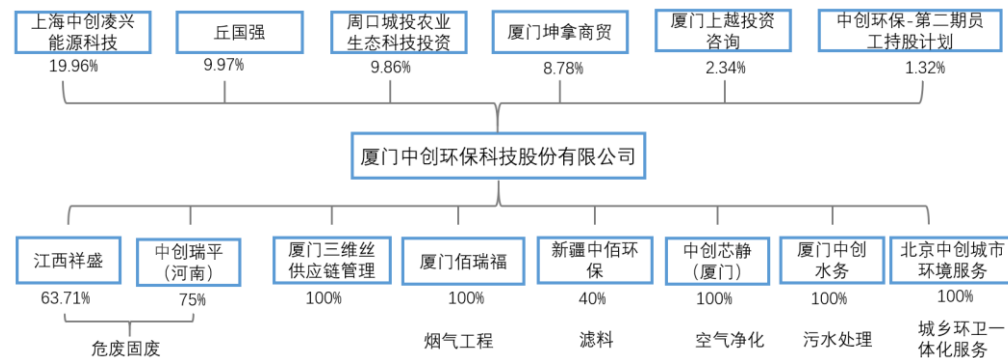 上海中创凌兴
能源科技
丘国强
周口城投农业
生态科技投资
厦门坤拿商贸
厦门上越投资
咨询
中创环保-第二期员
工持股计划
19.96%
9.97%
9.86%
8.78%
2.34%
1.32%
厦门中创环保科技股份有限公司
江西祥盛
中创瑞平
（河南）
厦门三维丝
供应链管理
厦门佰瑞福
新疆中佰环
保
中创芯静
（厦门）
厦门中创
水务
北京中创城市
环境服务
63.71%
75%
100%
100%
40%
100%
100%
100%
危废固废
烟气工程
滤料
空气净化
污水处理
城乡环卫一
体化服务